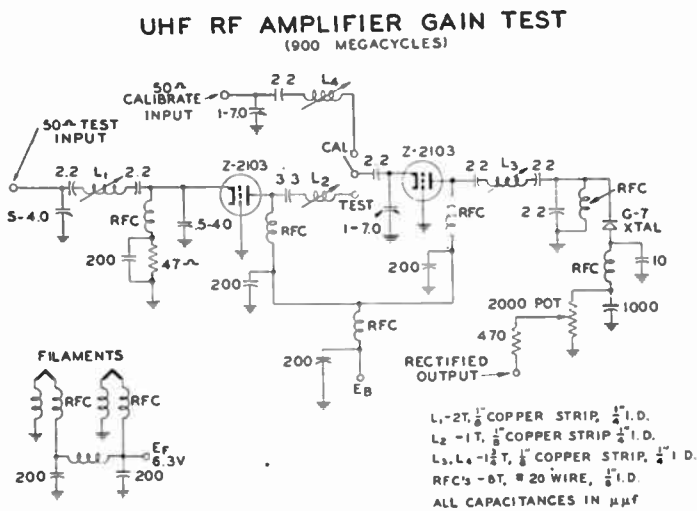 UHF RF AMPLIFIER GAIN TEST
(900 MEGACYCLES)
50Ω CALIBRATE INPUT
2.2
L4
1-7.0
50Ω TEST INPUT
CAL
2.2
L1
2.2
Z-2103
3.3
L2
TEST
2.2
Z-2103
2.2
L3
2.2
.5-4.0
RFC
.5-4.0
RFC
1-7.0
RFC
2.2
RFC
G-7 XTAL
200
47Ω
200
200
RFC
10
2000 POT
1000
RFC
470
200
EB
RECTIFIED OUTPUT
FILAMENTS
RFC
RFC
EF
6.3V
200
200
L1-2T, 1/8" COPPER STRIP, 1/4" I.D.
L2 -1T, 1/8" COPPER STRIP 1/4" I.D.
L3, L4-1 3/4 T, 1/8" COPPER STRIP, 1/4" I.D.
RFC'S -8T, #20 WIRE, 1/8" I.D.
ALL CAPACITANCES IN μμf